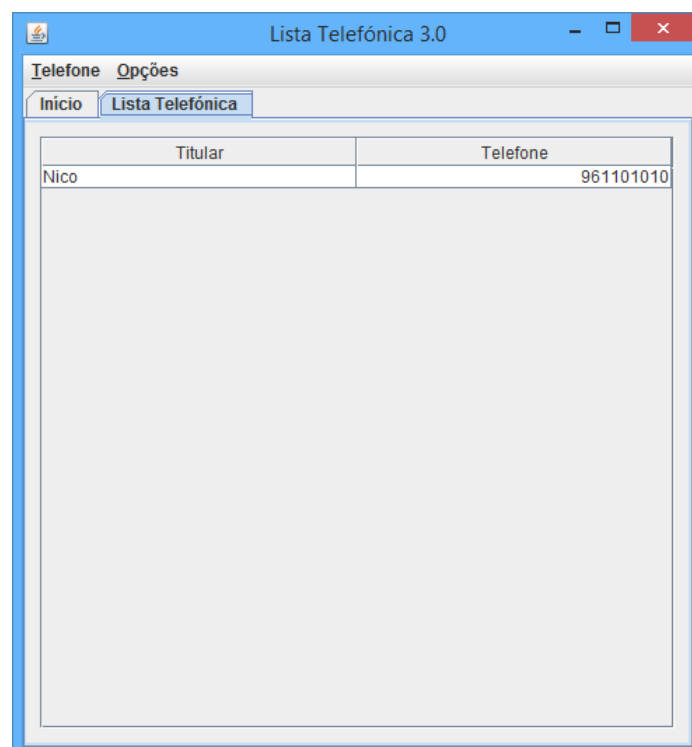 Lista Telefónica 3.0
Telefone Opções
Início Lista Telefónica
Titular Telefone
Nico 961101010